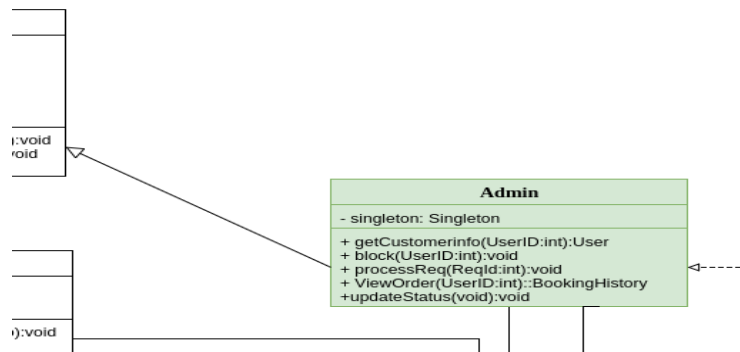 ):void
void
Admin
- singleton: Singleton
+ getCustomerinfo(UserID:int):User
+ block(UserID:int):void
+ processReq(ReqId:int):void
+ ViewOrder(UserID:int)::BookingHistory
+updateStatus(void):void
):void